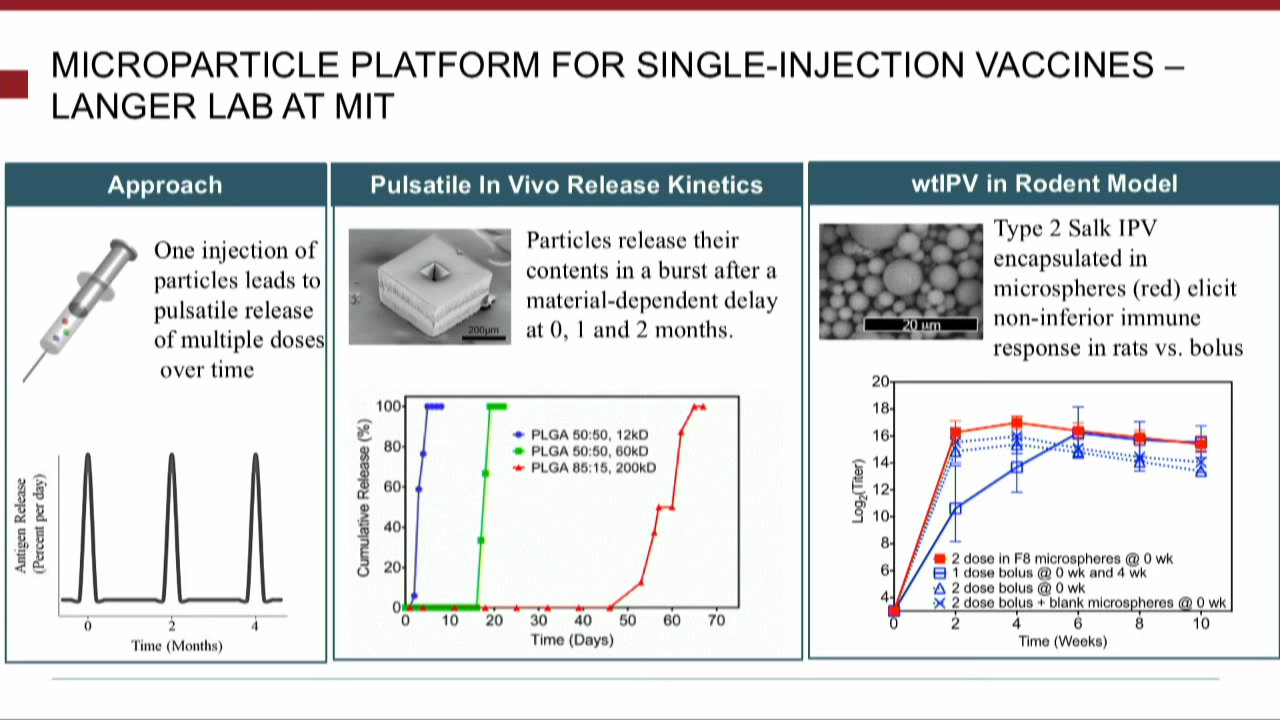 MICROPARTICLE PLATFORM FOR SINGLE-INJECTION VACCINES –
LANGER LAB AT MIT
Approach
One injection of
particles leads to
pulsatile release
of multiple doses
over time
Antigen Release
(Percent per day)
0
2
4
Time (Months)
Pulsatile In Vivo Release Kinetics
200µm
Particles release their
contents in a burst after a
material-dependent delay
at 0, 1 and 2 months.
Cumulative Release (%)
100
80
60
40
20
0
PLGA 50:50, 12kD
PLGA 50:50, 60kD
PLGA 85:15, 200kD
0 10 20 30 40 50 60 70
Time (Days)
wtIPV in Rodent Model
20 µm
Type 2 Salk IPV
encapsulated in
microspheres (red) elicit
non-inferior immune
response in rats vs. bolus
Log2(Titer)
20
18
16
14
12
10
8
6
4
2 dose in F8 microspheres @ 0 wk
1 dose bolus @ 0 wk and 4 wk
2 dose bolus @ 0 wk
2 dose bolus + blank microspheres @ 0 wk
0 2 4 6 8 10
Time (Weeks)